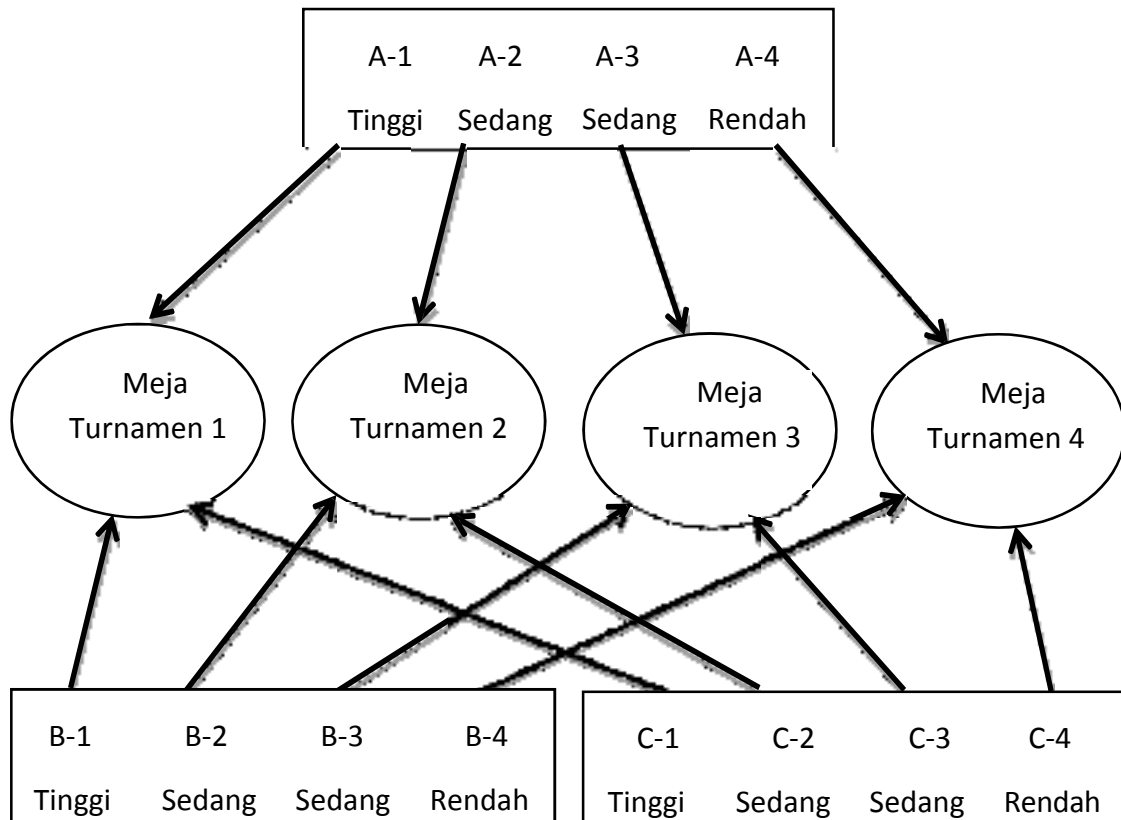 A-1 A-2 A-3 A-4
Tinggi Sedang Sedang Rendah
Meja Meja Meja Meja
Turnamen 1 Turnamen 2 Turnamen 3 Turnamen 4
B-1 B-2 B-3 B-4 C-1 C-2 C-3 C-4
Tinggi Sedang Sedang Rendah Tinggi Sedang Sedang Rendah